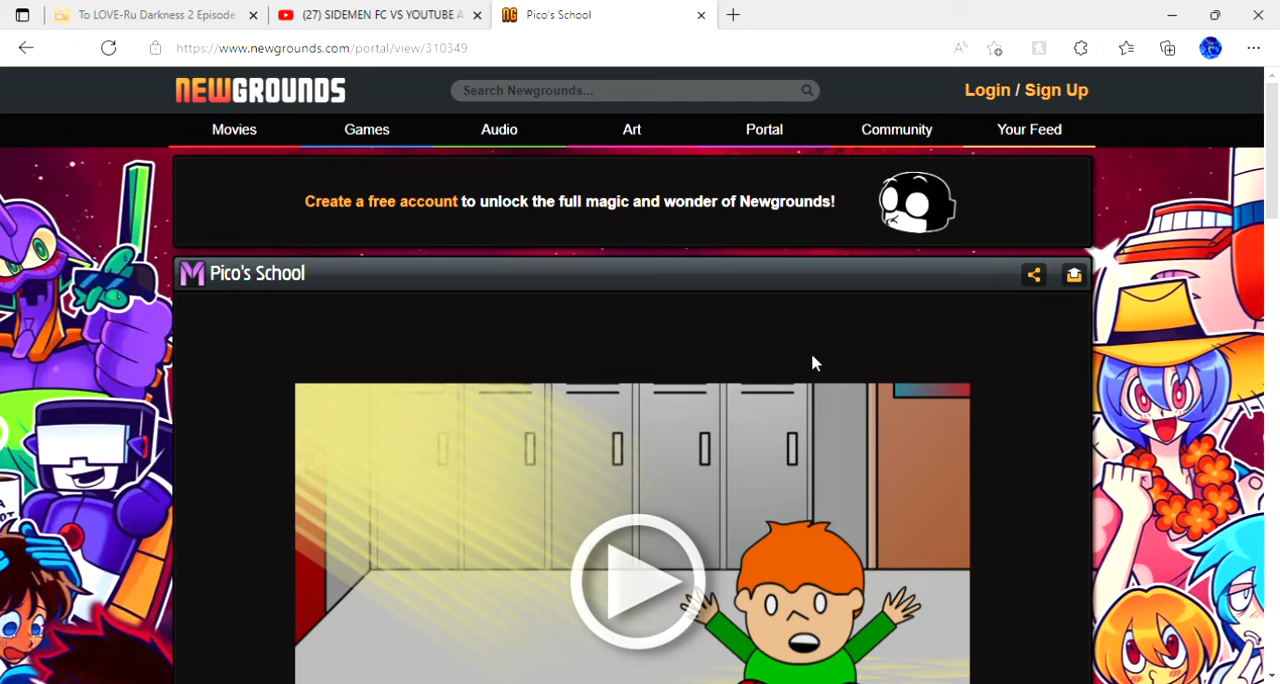 To LOVE-Ru Darkness 2 Episode
(27) SIDEMEN FC VS YOUTUBE A
Pico's School
https://www.newgrounds.com/portal/view/310349
NEWGROUNDS
Search Newgrounds...
Login / Sign Up
Movies Games Audio Art Portal Community Your Feed
Create a free account to unlock the full magic and wonder of Newgrounds!
Pico's School